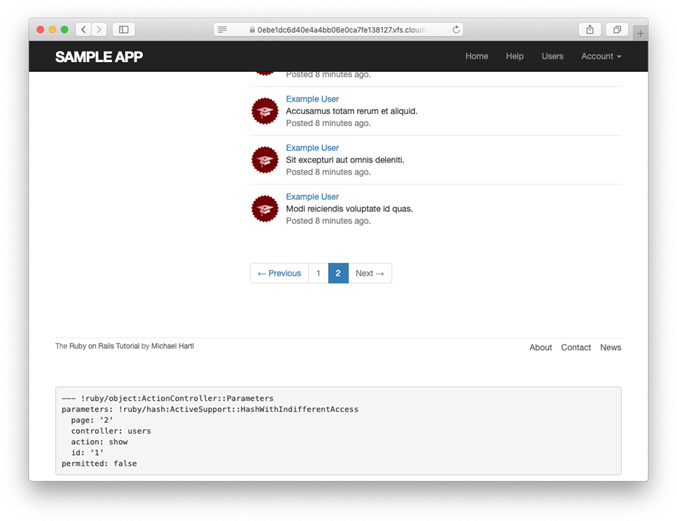 0ebe1dc6d40e4a4bb06e0ca7fe138127.vfs.cloud
SAMPLE APP
Home Help Users Account
Posted 8 minutes ago.
Example User
Accusamus totam rerum et aliquid.
Posted 8 minutes ago.
Example User
Sit excepturi aut omnis deleniti.
Posted 8 minutes ago.
Example User
Modi reiciendis voluptate id quas.
Posted 8 minutes ago.
← Previous 1 2 Next →
The Ruby on Rails Tutorial by Michael Hartl
About Contact News
--- !ruby/object:ActionController::Parameters
parameters: !ruby/hash:ActiveSupport::HashWithIndifferentAccess
  page: '2'
  controller: users
  action: show
  id: '1'
permitted: false